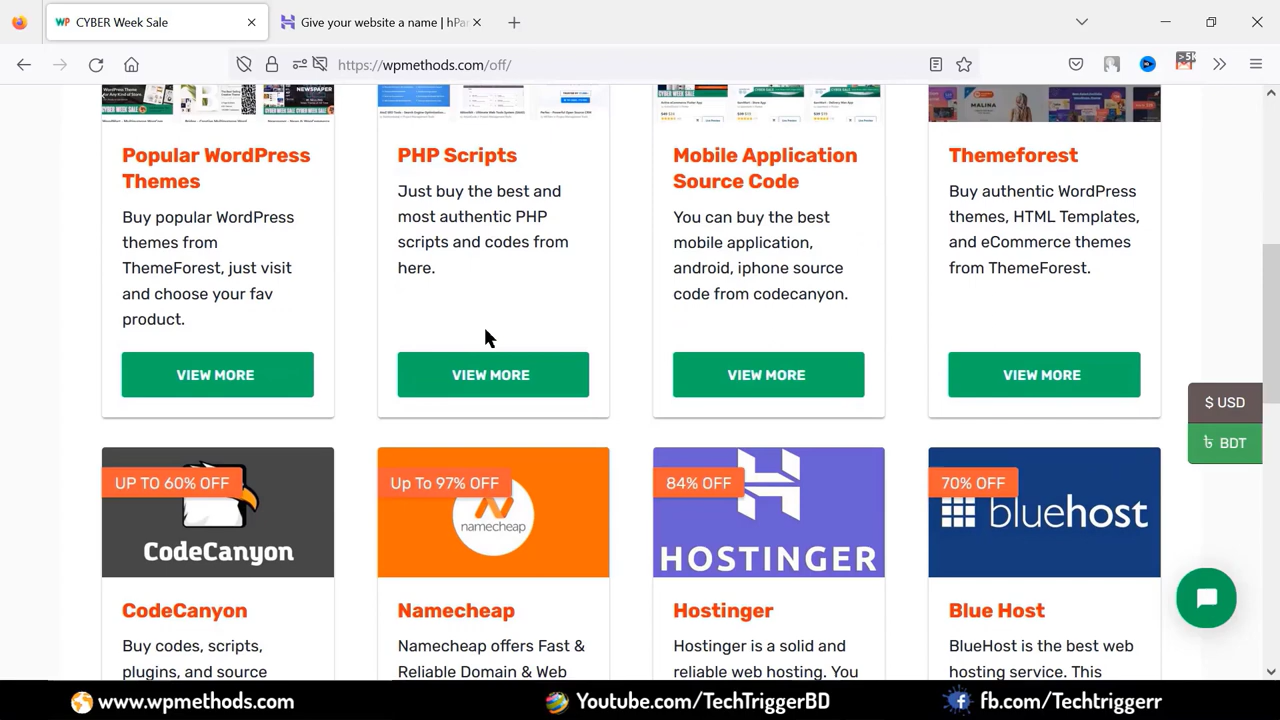 CYBER Week Sale
Give your website a name | hPa
https://wpmethods.com/off/
Popular WordPress
Themes
Buy popular WordPress
themes from
ThemeForest, just visit
and choose your fav
product.
VIEW MORE
PHP Scripts
Just buy the best and
most authentic PHP
scripts and codes from
here.
VIEW MORE
Mobile Application
Source Code
You can buy the best
mobile application,
android, iphone source
code from codecanyon.
VIEW MORE
MALINA
Themeforest
Buy authentic WordPress
themes, HTML Templates,
and eCommerce themes
from ThemeForest.
VIEW MORE
$ USD
৳ BDT
UP TO 60% OFF
CodeCanyon
CodeCanyon
Buy codes, scripts,
plugins, and source
Up To 97% OFF
namecheap
Namecheap
Namecheap offers Fast &
Reliable Domain & Web
84% OFF
HOSTINGER
Hostinger
Hostinger is a solid and
reliable web hosting. You
70% OFF
bluehost
Blue Host
BlueHost is the best web
hosting service. This
www.wpmethods.com
Youtube.com/TechTriggerBD
fb.com/Techtriggerr